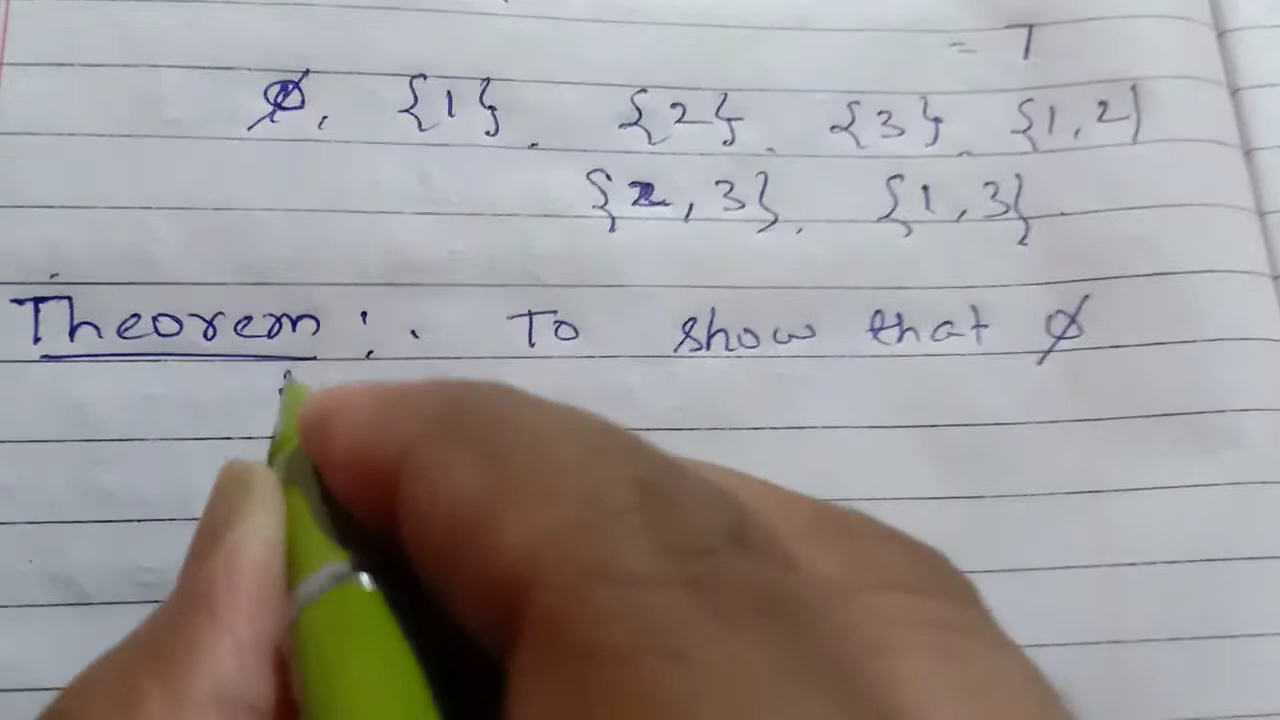 = 7
∅, {1}, {2}, {3}, {1,2}
{2,3}, {1,3}.
Theorem:. To show that ∅